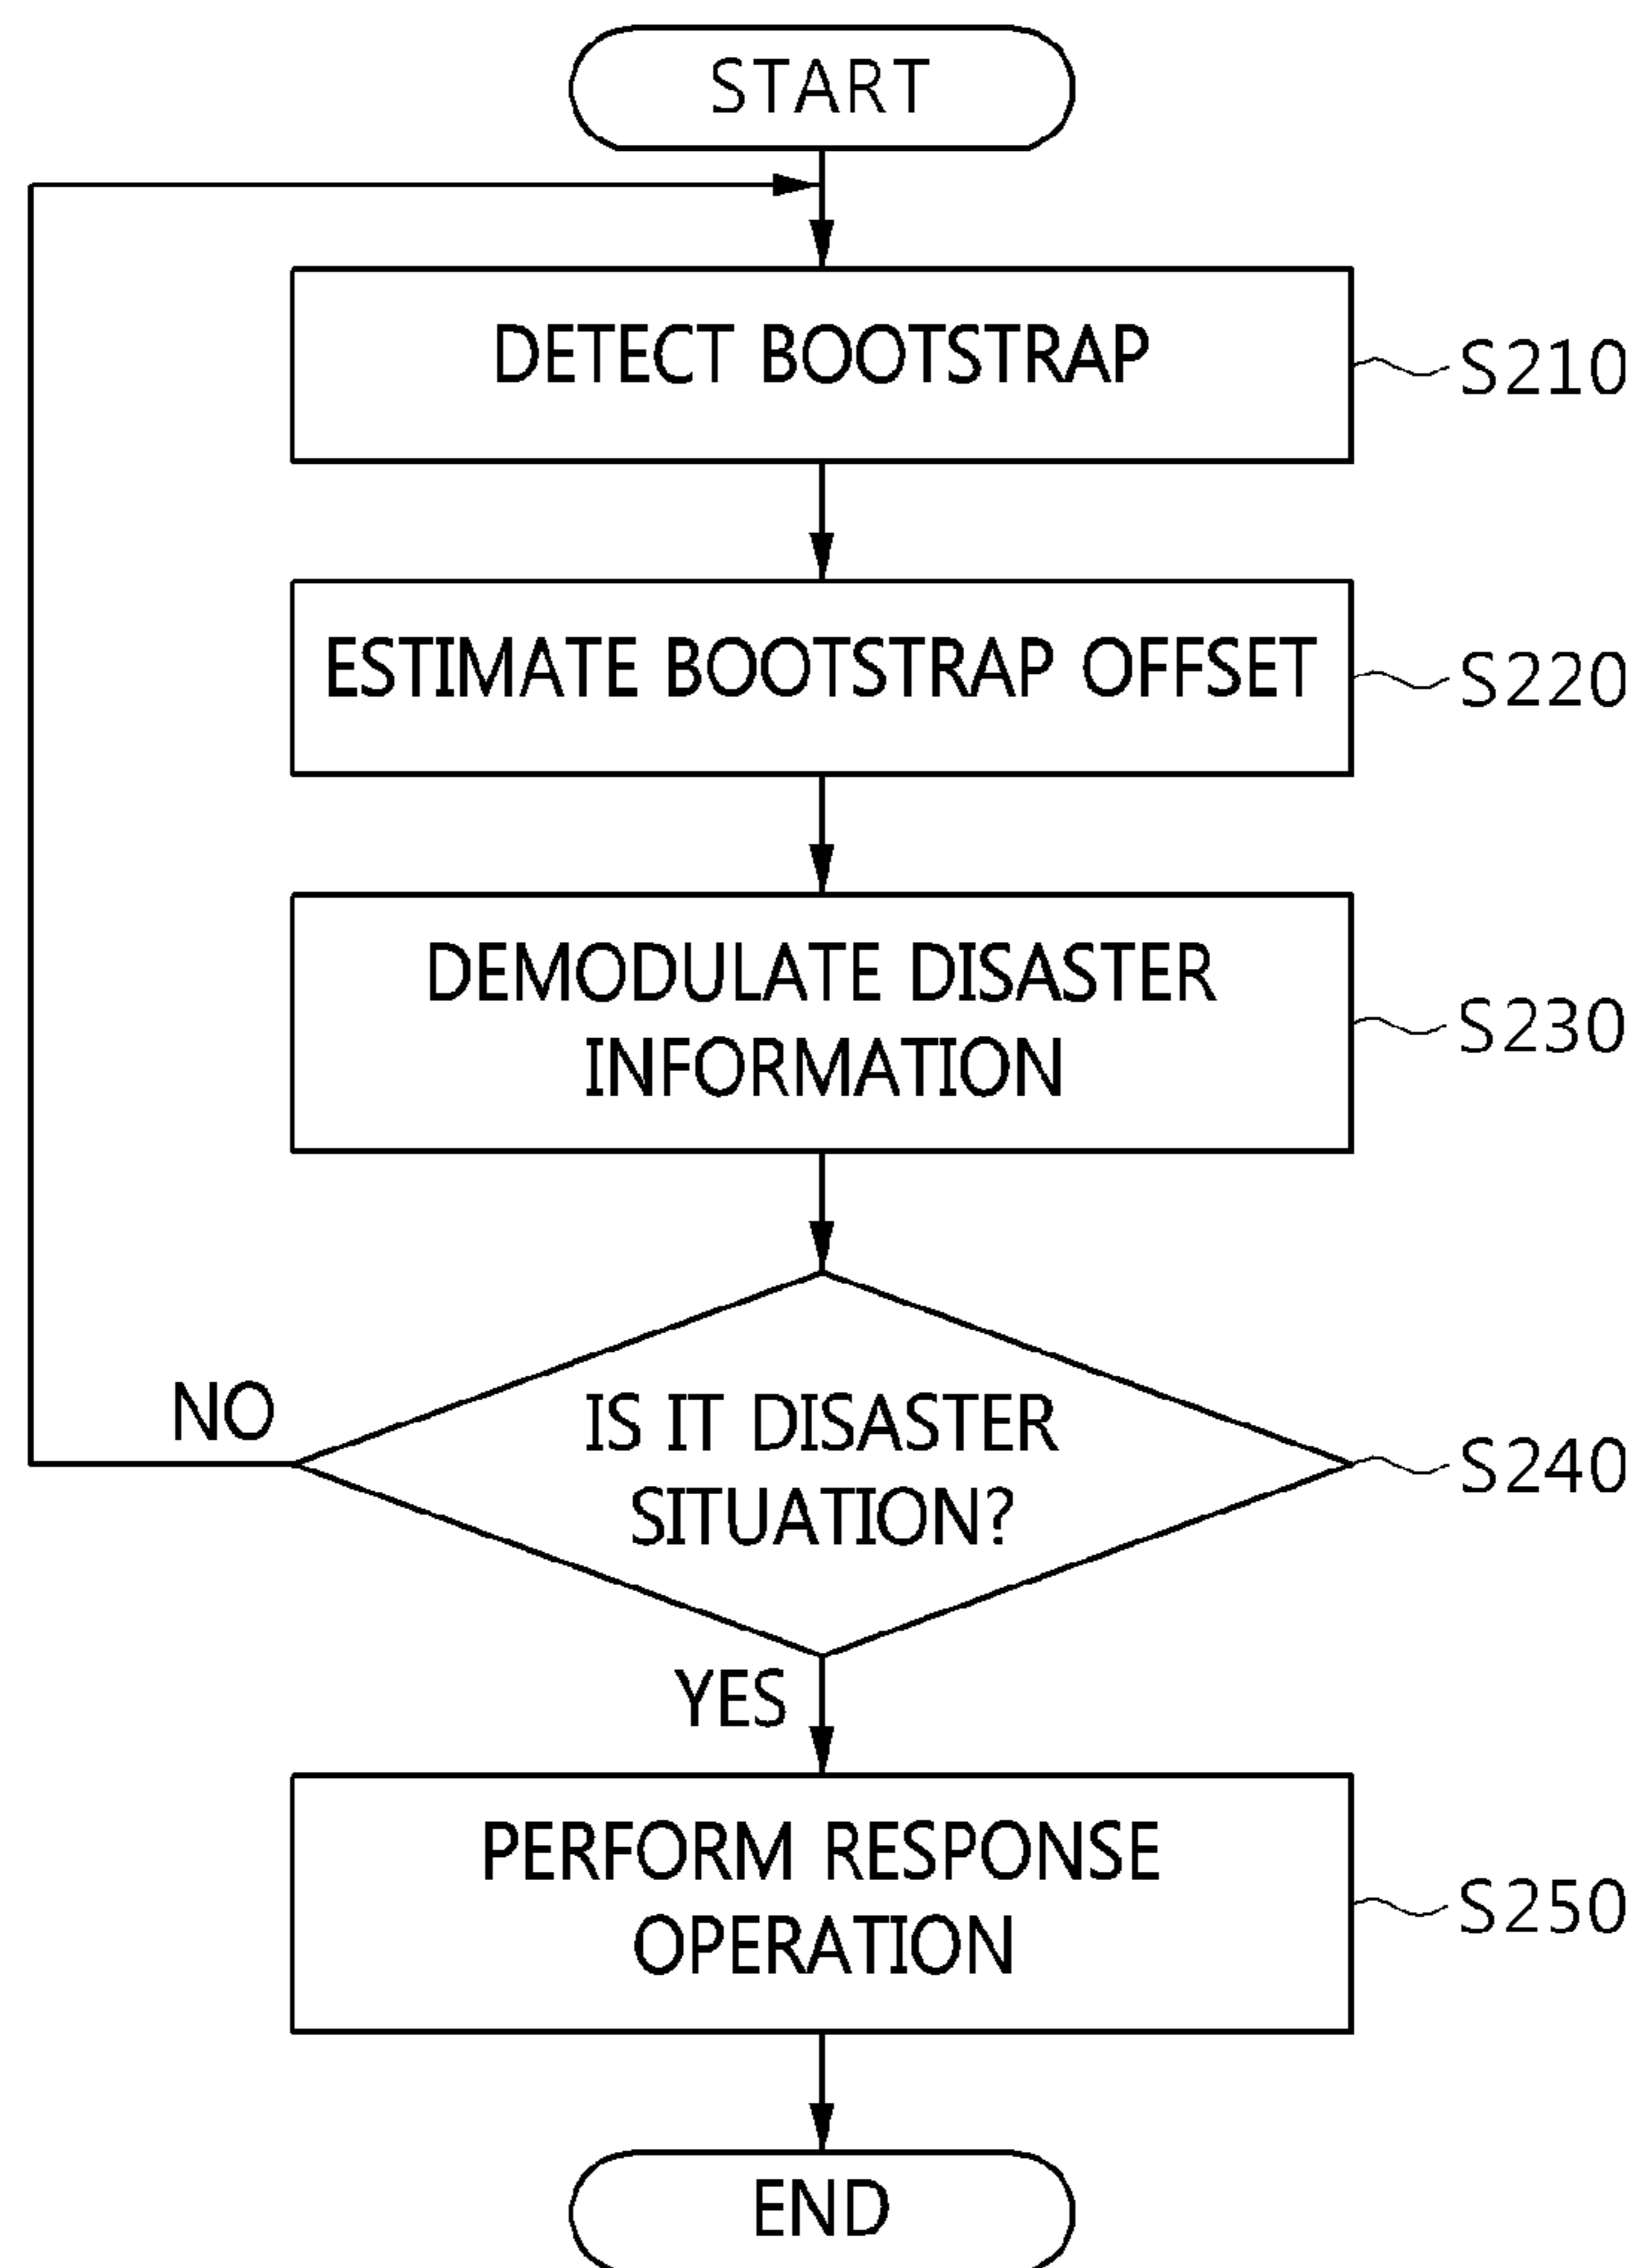 START
DETECT BOOTSTRAP
S210
ESTIMATE BOOTSTRAP OFFSET
S220
DEMODULATE DISASTER
INFORMATION
S230
NO
IS IT DISASTER
SITUATION?
S240
YES
PERFORM RESPONSE
OPERATION
S250
END